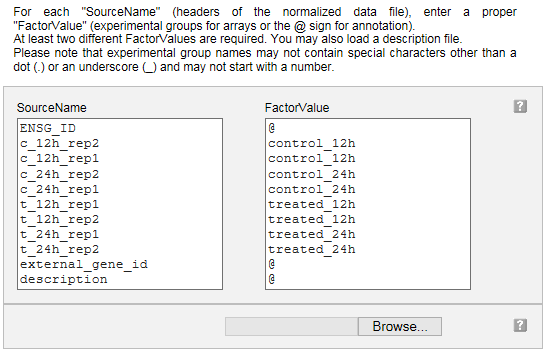 For each "SourceName" (headers of the normalized data file), enter a proper
"FactorValue" (experimental groups for arrays or the @ sign for annotation).
At least two different FactorValues are required. You may also load a description file.
Please note that experimental group names may not contain special characters other than a
dot (.) or an underscore (_) and may not start with a number.
SourceName
FactorValue
?
ENSG_ID
@
c_12h_rep2
control_12h
c_12h_rep1
control_12h
c_24h_rep2
control_24h
c_24h_rep1
control_24h
t_12h_rep1
treated_12h
t_12h_rep2
treated_12h
t_24h_rep1
treated_24h
t_24h_rep2
treated_24h
external_gene_id
@
description
@
Browse...
?